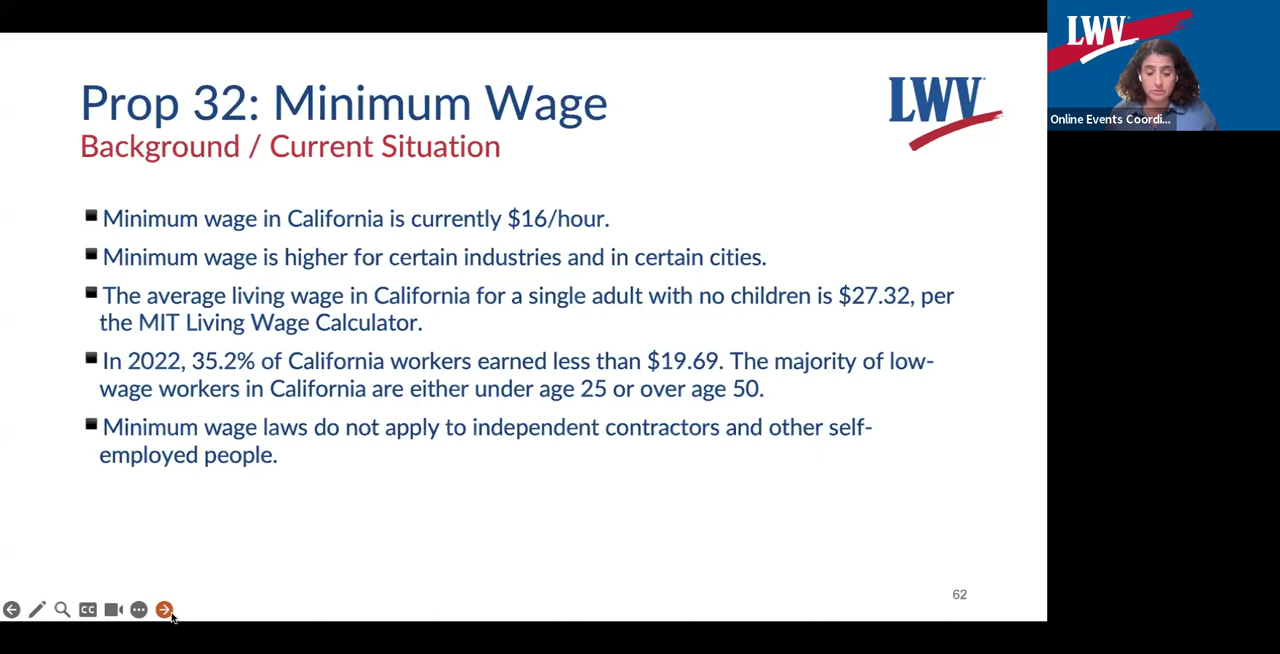 Prop 32: Minimum Wage
Background / Current Situation
LWV
Minimum wage in California is currently $16/hour.
Minimum wage is higher for certain industries and in certain cities.
The average living wage in California for a single adult with no children is $27.32, per
the MIT Living Wage Calculator.
In 2022, 35.2% of California workers earned less than $19.69. The majority of low-
wage workers in California are either under age 25 or over age 50.
Minimum wage laws do not apply to independent contractors and other self-
employed people.
CC
62
LWV
Online Events Coordi...